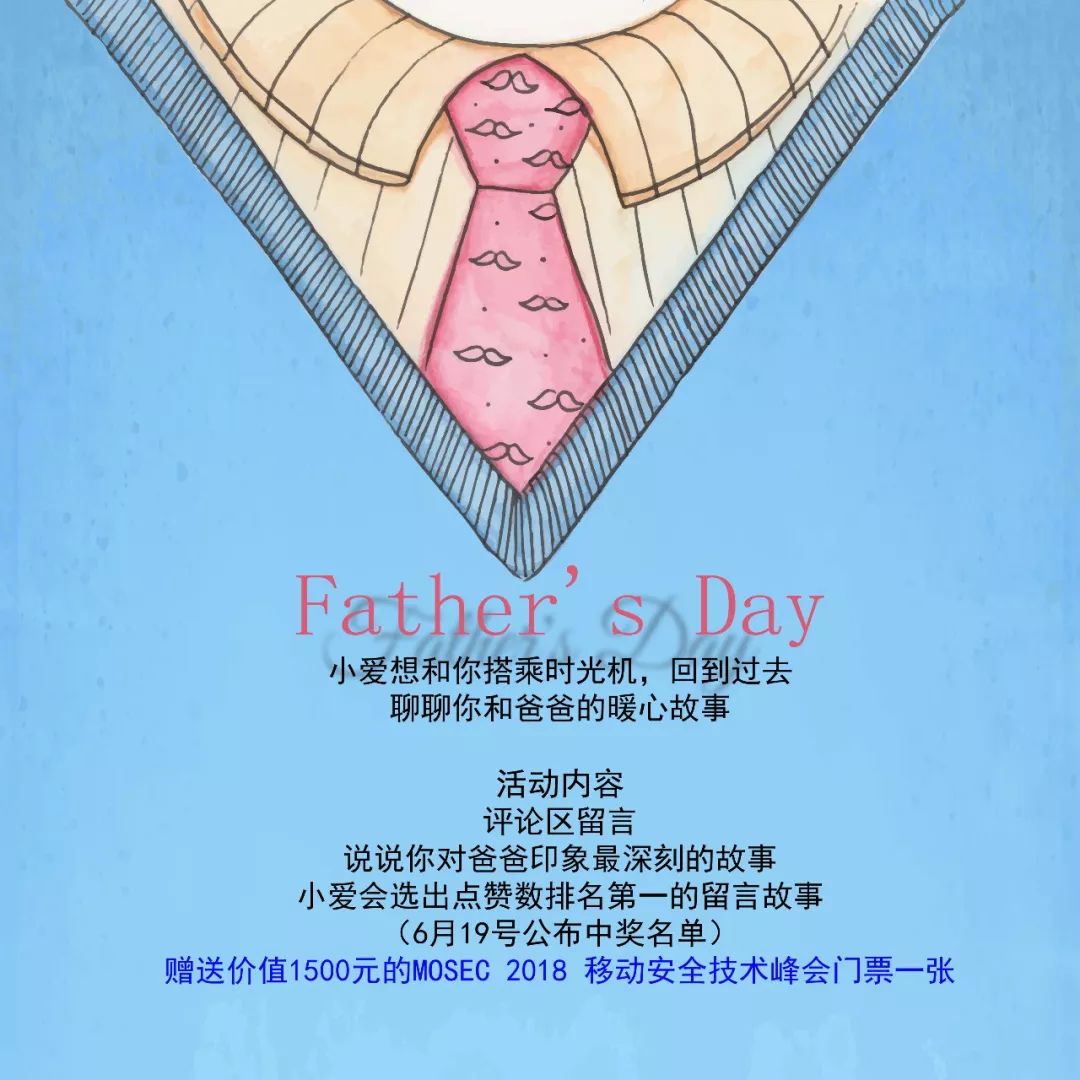 Father's Day
Father's Day
小爱想和你搭乘时光机，回到过去
聊聊你和爸爸的暖心故事
活动内容
评论区留言
说说你对爸爸印象最深刻的故事
小爱会选出点赞数排名第一的留言故事
（6月19号公布中奖名单）
赠送价值1500元的MOSEC 2018 移动安全技术峰会门票一张